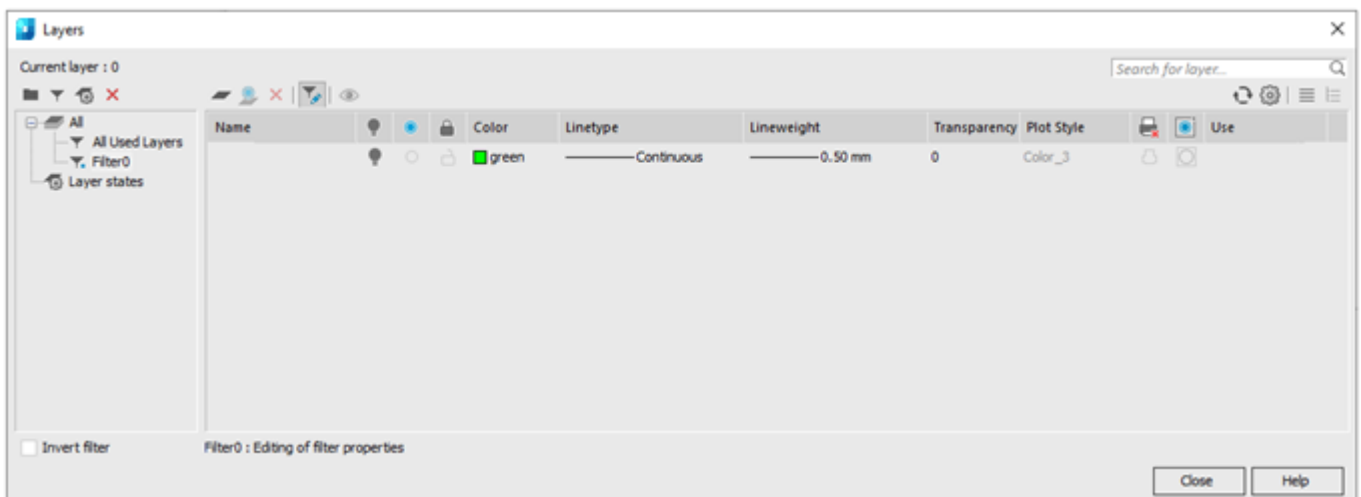 Layers
Current layer : 0
Search for layer...
All
All Used Layers
Filter0
Layer states
Name Color Linetype Lineweight Transparency Plot Style Use
green Continuous 0.50 mm 0 Color_3
Invert filter
Filter0 : Editing of filter properties
Close Help